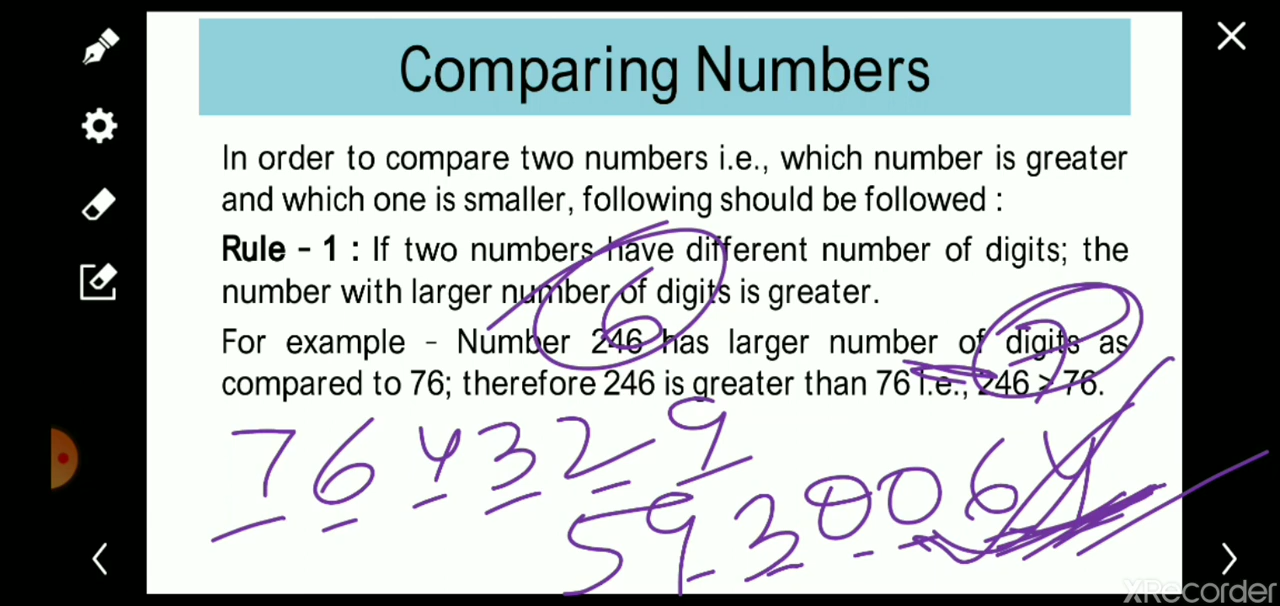 Comparing Numbers
In order to compare two numbers i.e., which number is greater
and which one is smaller, following should be followed :
Rule - 1 : If two numbers have different number of digits; the
number with larger number of digits is greater.
6
7
For example - Number 246 has larger number of digits as
compared to 76; therefore 246 is greater than 76 i.e., 246 > 76.
764329
5930064
XRecorder